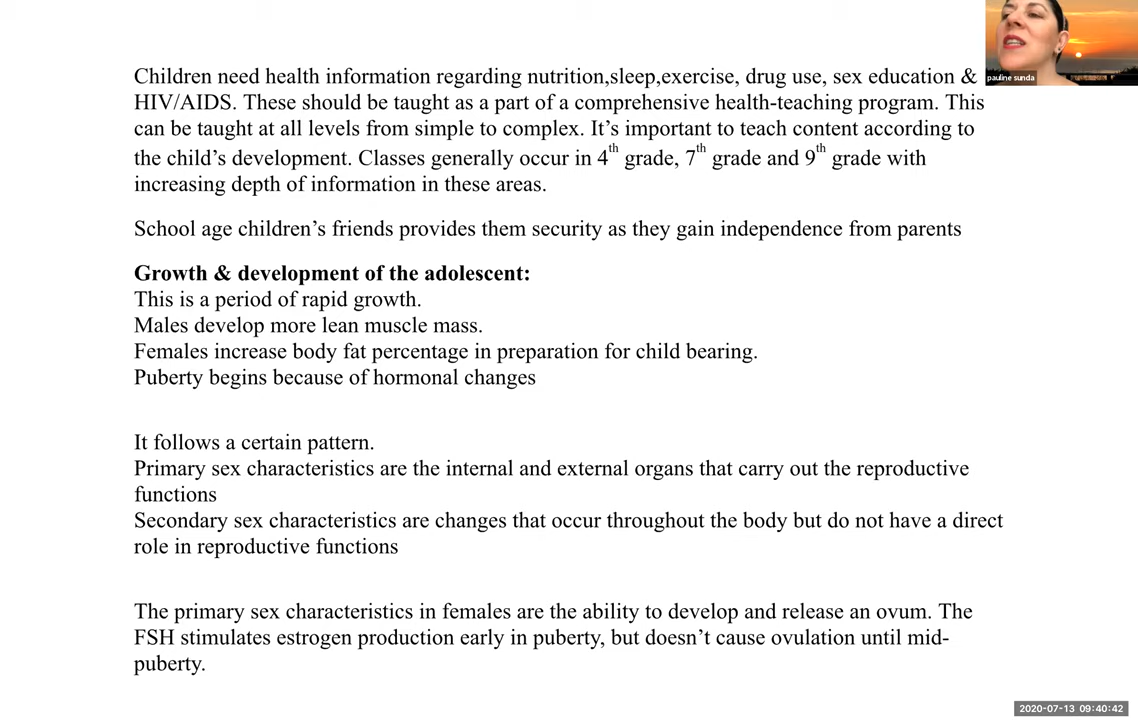 Children need health information regarding nutrition,sleep,exercise, drug use, sex education &
pauline sunda
HIV/AIDS. These should be taught as a part of a comprehensive health-teaching program. This
can be taught at all levels from simple to complex. It's important to teach content according to
the child's development. Classes generally occur in 4th grade, 7th grade and 9th grade with
increasing depth of information in these areas.
School age children's friends provides them security as they gain independence from parents
Growth & development of the adolescent:
This is a period of rapid growth.
Males develop more lean muscle mass.
Females increase body fat percentage in preparation for child bearing.
Puberty begins because of hormonal changes
It follows a certain pattern.
Primary sex characteristics are the internal and external organs that carry out the reproductive
functions
Secondary sex characteristics are changes that occur throughout the body but do not have a direct
role in reproductive functions
The primary sex characteristics in females are the ability to develop and release an ovum. The
FSH stimulates estrogen production early in puberty, but doesn't cause ovulation until mid-
puberty.
2020-07-13 09:40:42